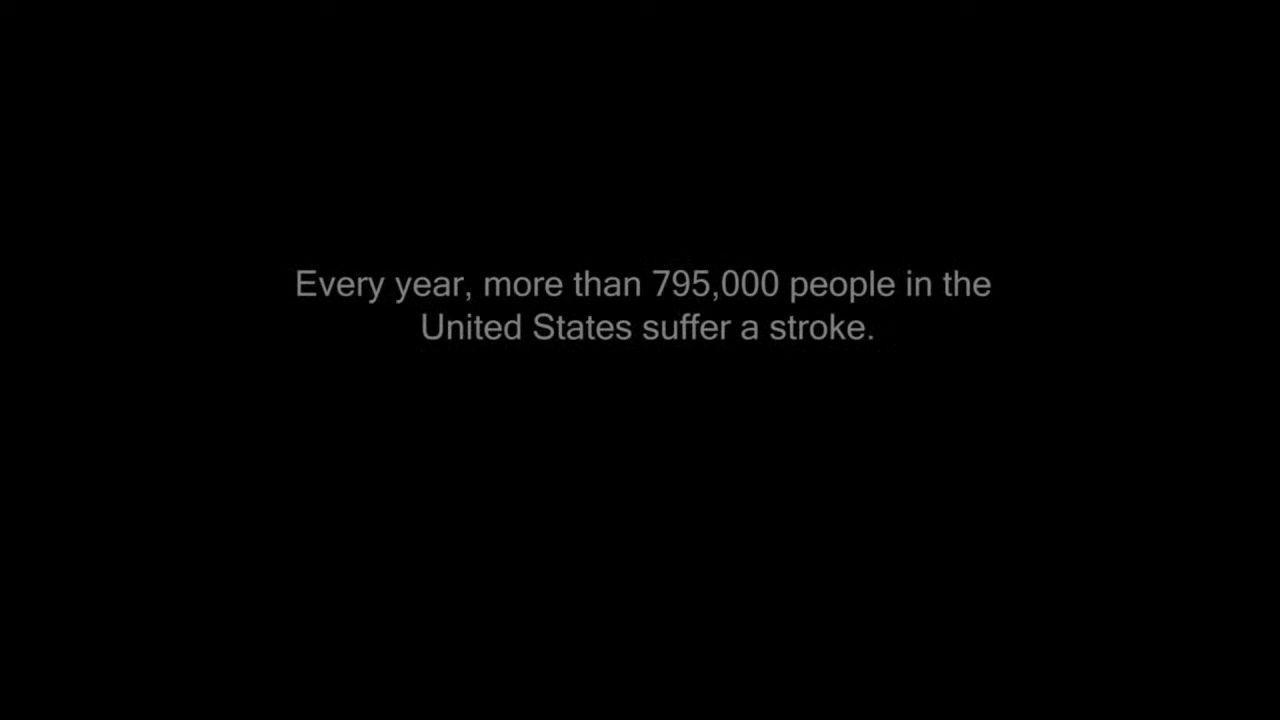 Every year, more than 795,000 people in the
United States suffer a stroke.